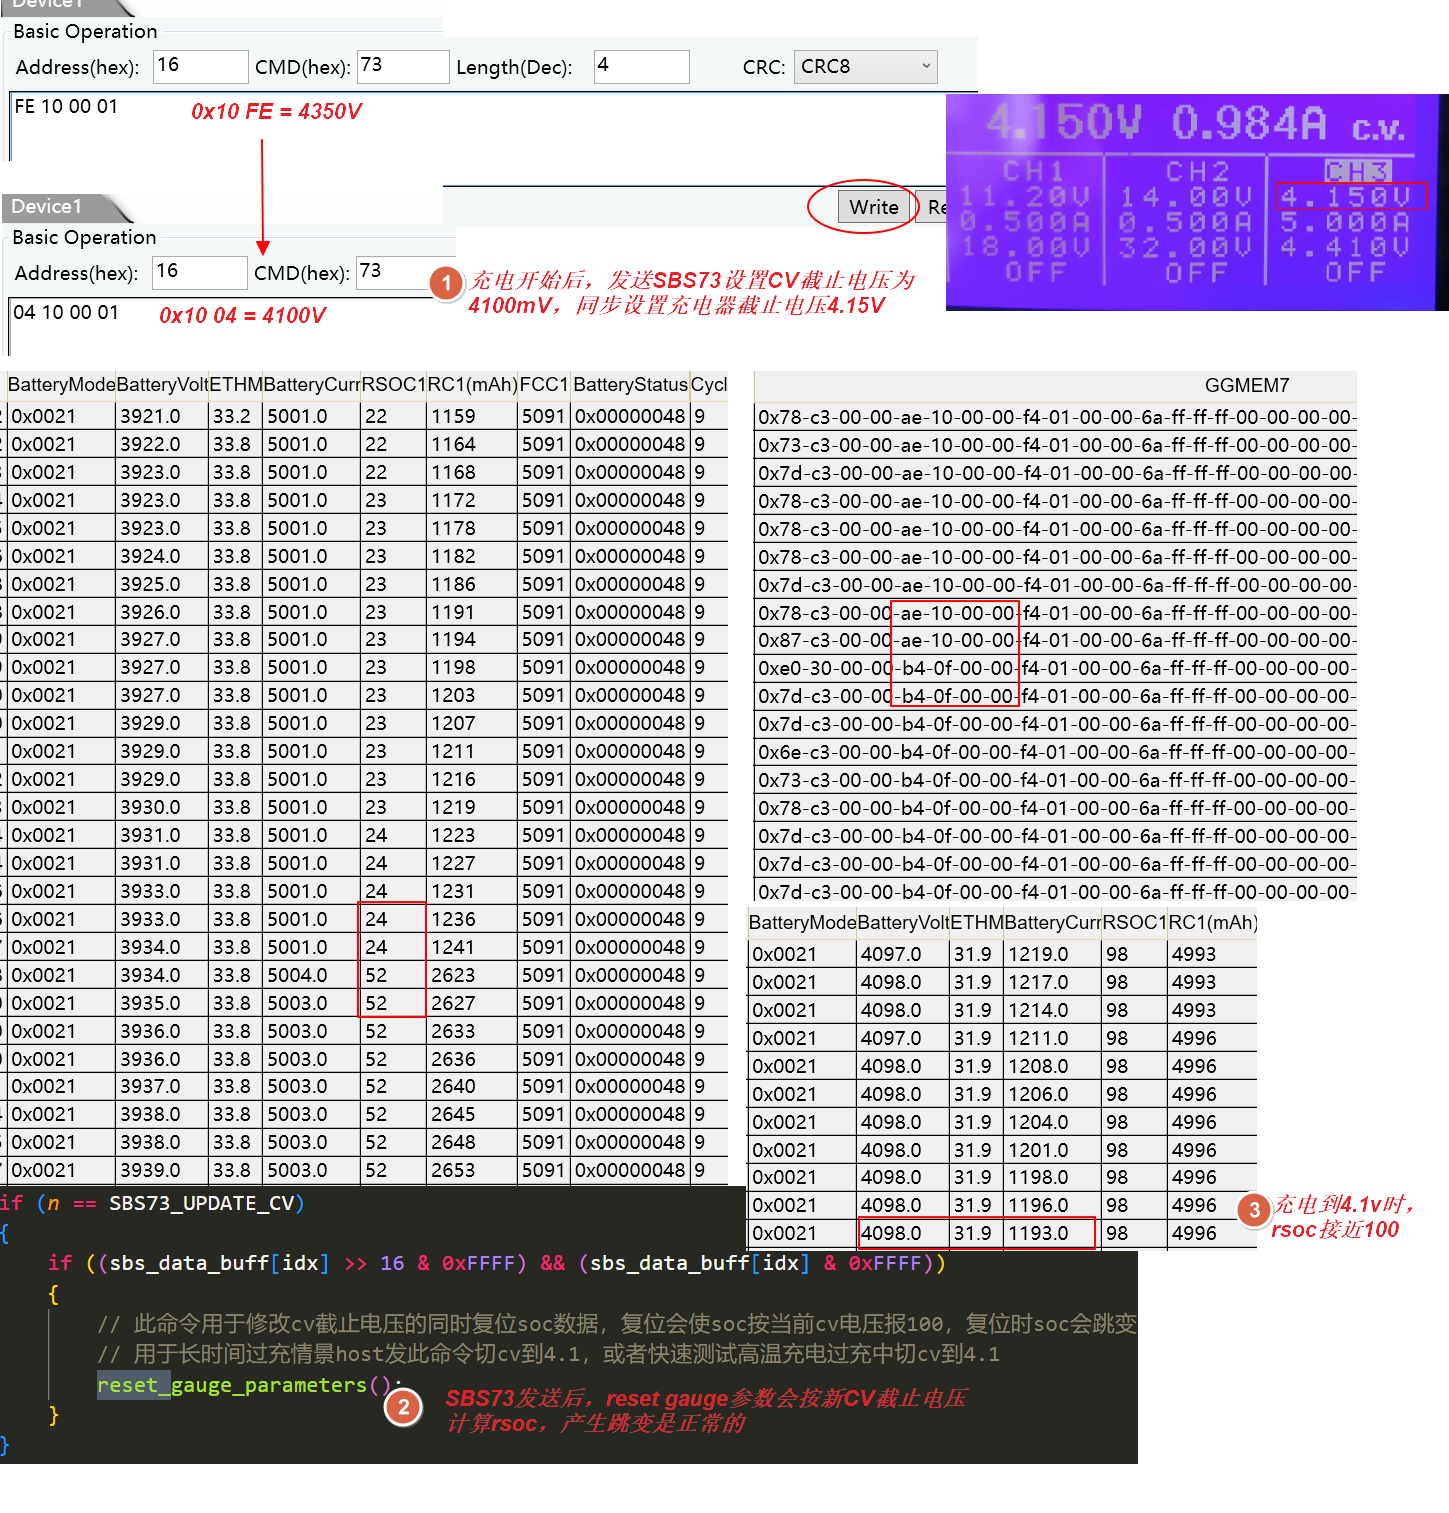 Device1
Basic Operation
Address(hex): 16 CMD(hex): 73 Length(Dec): 4 CRC: CRC8
FE 10 00 01
0x10 FE = 4350V
Write Re
Device1
Basic Operation
Address(hex): 16 CMD(hex): 73
04 10 00 01
0x10 04 = 4100V
1 充电开始后，发送SBS73设置CV截止电压为
4100mV，同步设置充电器截止电压4.15V
4.150V 0.984A c.v.
CH1 CH2 CH3
11.20V 14.00V 4.150V
0.500A 0.500A 5.000A
18.00V 32.00V 4.410V
OFF OFF OFF
BatteryMode BatteryVolt ETHM BatteryCurr RSOC1 RC1(mAh) FCC1 BatteryStatus Cycl
0x0021 3921.0 33.2 5001.0 22 1159 5091 0x00000048 9
0x0021 3922.0 33.8 5001.0 22 1164 5091 0x00000048 9
0x0021 3923.0 33.8 5001.0 22 1168 5091 0x00000048 9
0x0021 3923.0 33.8 5001.0 23 1172 5091 0x00000048 9
0x0021 3923.0 33.8 5001.0 23 1178 5091 0x00000048 9
0x0021 3924.0 33.8 5001.0 23 1182 5091 0x00000048 9
0x0021 3925.0 33.8 5001.0 23 1186 5091 0x00000048 9
0x0021 3926.0 33.8 5001.0 23 1191 5091 0x00000048 9
0x0021 3927.0 33.8 5001.0 23 1194 5091 0x00000048 9
0x0021 3927.0 33.8 5001.0 23 1198 5091 0x00000048 9
0x0021 3927.0 33.8 5001.0 23 1203 5091 0x00000048 9
0x0021 3929.0 33.8 5001.0 23 1207 5091 0x00000048 9
0x0021 3929.0 33.8 5001.0 23 1211 5091 0x00000048 9
0x0021 3929.0 33.8 5001.0 23 1216 5091 0x00000048 9
0x0021 3930.0 33.8 5001.0 23 1219 5091 0x00000048 9
0x0021 3931.0 33.8 5001.0 24 1223 5091 0x00000048 9
0x0021 3931.0 33.8 5001.0 24 1227 5091 0x00000048 9
0x0021 3933.0 33.8 5001.0 24 1231 5091 0x00000048 9
0x0021 3933.0 33.8 5001.0 24 1236 5091 0x00000048 9
0x0021 3934.0 33.8 5001.0 24 1241 5091 0x00000048 9
0x0021 3934.0 33.8 5004.0 52 2623 5091 0x00000048 9
0x0021 3935.0 33.8 5003.0 52 2627 5091 0x00000048 9
0x0021 3936.0 33.8 5003.0 52 2633 5091 0x00000048 9
0x0021 3936.0 33.8 5003.0 52 2636 5091 0x00000048 9
0x0021 3937.0 33.8 5003.0 52 2640 5091 0x00000048 9
0x0021 3938.0 33.8 5003.0 52 2645 5091 0x00000048 9
0x0021 3938.0 33.8 5003.0 52 2648 5091 0x00000048 9
0x0021 3939.0 33.8 5003.0 52 2653 5091 0x00000048 9
GGMEM7
0x78-c3-00-00-ae-10-00-00-f4-01-00-00-6a-ff-ff-ff-00-00-00-00-
0x73-c3-00-00-ae-10-00-00-f4-01-00-00-6a-ff-ff-ff-00-00-00-00-
0x7d-c3-00-00-ae-10-00-00-f4-01-00-00-6a-ff-ff-ff-00-00-00-00-
0x78-c3-00-00-ae-10-00-00-f4-01-00-00-6a-ff-ff-ff-00-00-00-00-
0x78-c3-00-00-ae-10-00-00-f4-01-00-00-6a-ff-ff-ff-00-00-00-00-
0x78-c3-00-00-ae-10-00-00-f4-01-00-00-6a-ff-ff-ff-00-00-00-00-
0x7d-c3-00-00-ae-10-00-00-f4-01-00-00-6a-ff-ff-ff-00-00-00-00-
0x78-c3-00-00-ae-10-00-00-f4-01-00-00-6a-ff-ff-ff-00-00-00-00-
0x87-c3-00-00-ae-10-00-00-f4-01-00-00-6a-ff-ff-ff-00-00-00-00-
0xe0-30-00-00-b4-0f-00-00-f4-01-00-00-6a-ff-ff-ff-00-00-00-00-
0x7d-c3-00-00-b4-0f-00-00-f4-01-00-00-6a-ff-ff-ff-00-00-00-00-
0x7d-c3-00-00-b4-0f-00-00-f4-01-00-00-6a-ff-ff-ff-00-00-00-00-
0x6e-c3-00-00-b4-0f-00-00-f4-01-00-00-6a-ff-ff-ff-00-00-00-00-
0x73-c3-00-00-b4-0f-00-00-f4-01-00-00-6a-ff-ff-ff-00-00-00-00-
0x78-c3-00-00-b4-0f-00-00-f4-01-00-00-6a-ff-ff-ff-00-00-00-00-
0x7d-c3-00-00-b4-0f-00-00-f4-01-00-00-6a-ff-ff-ff-00-00-00-00-
0x7d-c3-00-00-b4-0f-00-00-f4-01-00-00-6a-ff-ff-ff-00-00-00-00-
0x7d-c3-00-00-b4-0f-00-00-f4-01-00-00-6a-ff-ff-ff-00-00-00-00-
BatteryMode BatteryVolt ETHM BatteryCurr RSOC1 RC1(mAh)
0x0021 4097.0 31.9 1219.0 98 4993
0x0021 4098.0 31.9 1217.0 98 4993
0x0021 4098.0 31.9 1214.0 98 4993
0x0021 4097.0 31.9 1211.0 98 4996
0x0021 4098.0 31.9 1208.0 98 4996
0x0021 4098.0 31.9 1206.0 98 4996
0x0021 4098.0 31.9 1204.0 98 4996
0x0021 4098.0 31.9 1201.0 98 4996
0x0021 4098.0 31.9 1198.0 98 4996
0x0021 4098.0 31.9 1196.0 98 4996
0x0021 4098.0 31.9 1193.0 98 4996
3 充电到4.1v时，
rsoc接近100
if (n == SBS73_UPDATE_CV)
{
if ((sbs_data_buff[idx] >> 16 & 0xFFFF) && (sbs_data_buff[idx] & 0xFFFF))
{
// 此命令用于修改cv截止电压的同时复位soc数据，复位会使soc按当前cv电压报100，复位时soc会跳变
// 用于长时间过充情景host发此命令切cv到4.1，或者快速测试高温充电过充中切cv到4.1
reset_gauge_parameters();
}
}
2 SBS73发送后，reset gauge参数会按新CV截止电压
计算rsoc，产生跳变是正常的